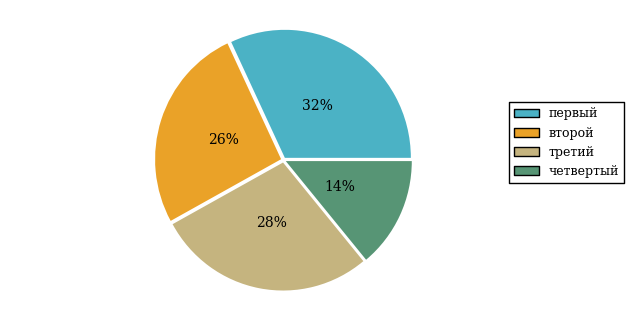 32%
26%
28%
14%
первый
второй
третий
четвертый